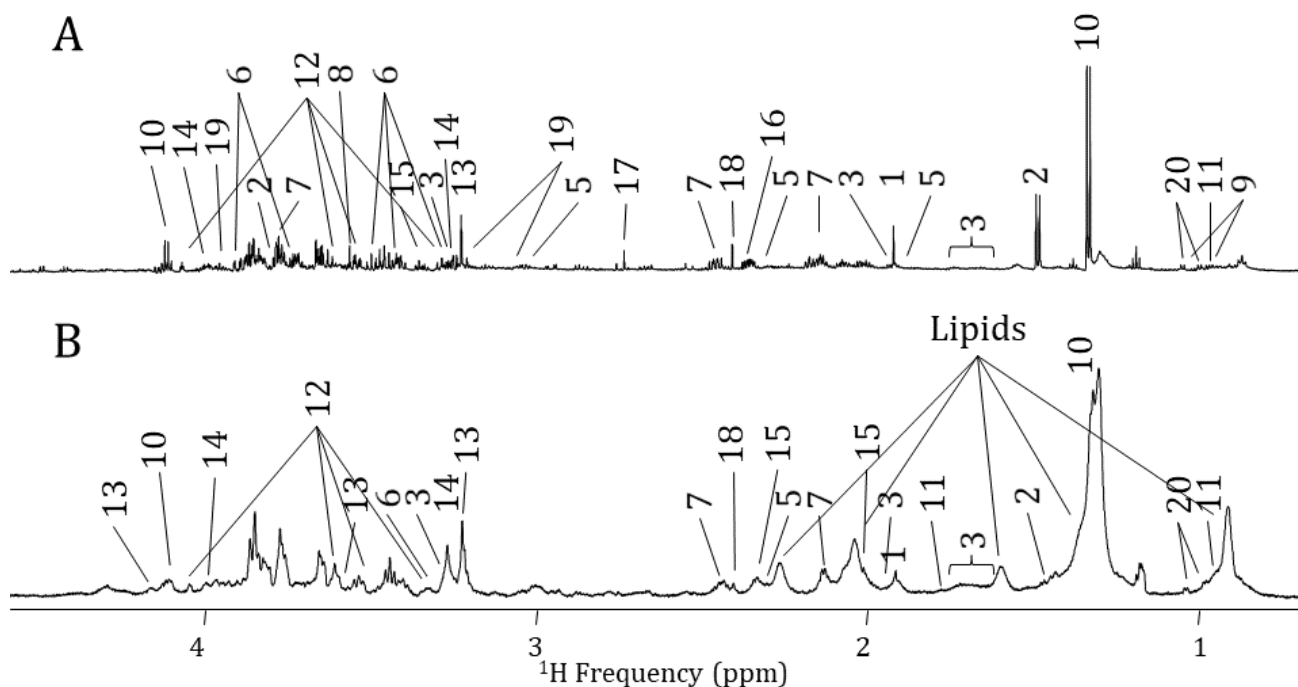 A
10 14 19 6 2 7 12 8 6 15 3 14 13 19 5 17 7 18 16 5 7 3 1 5 3 2 10 20 11 9
B
Lipids
13 10 14 12 13 6 3 14 13 7 18 15 5 7 15 3 1 11 3 2 10 20 11
4 3 2 1
¹H Frequency (ppm)